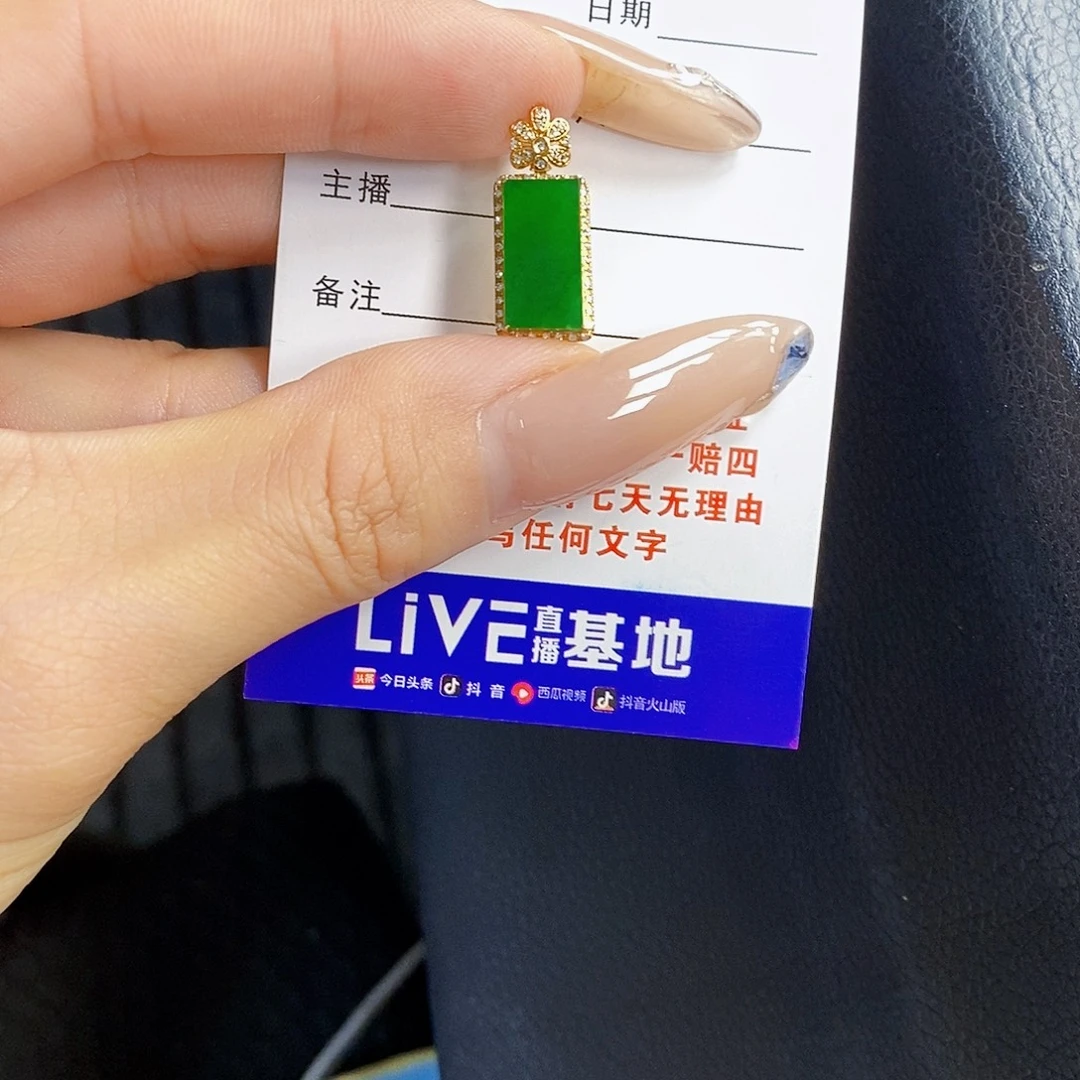 日期
主播
备注
赔四
七天无理由
写任何文字
LiVE直播基地
头条 今日头条 抖音 西瓜视频 抖音火山版